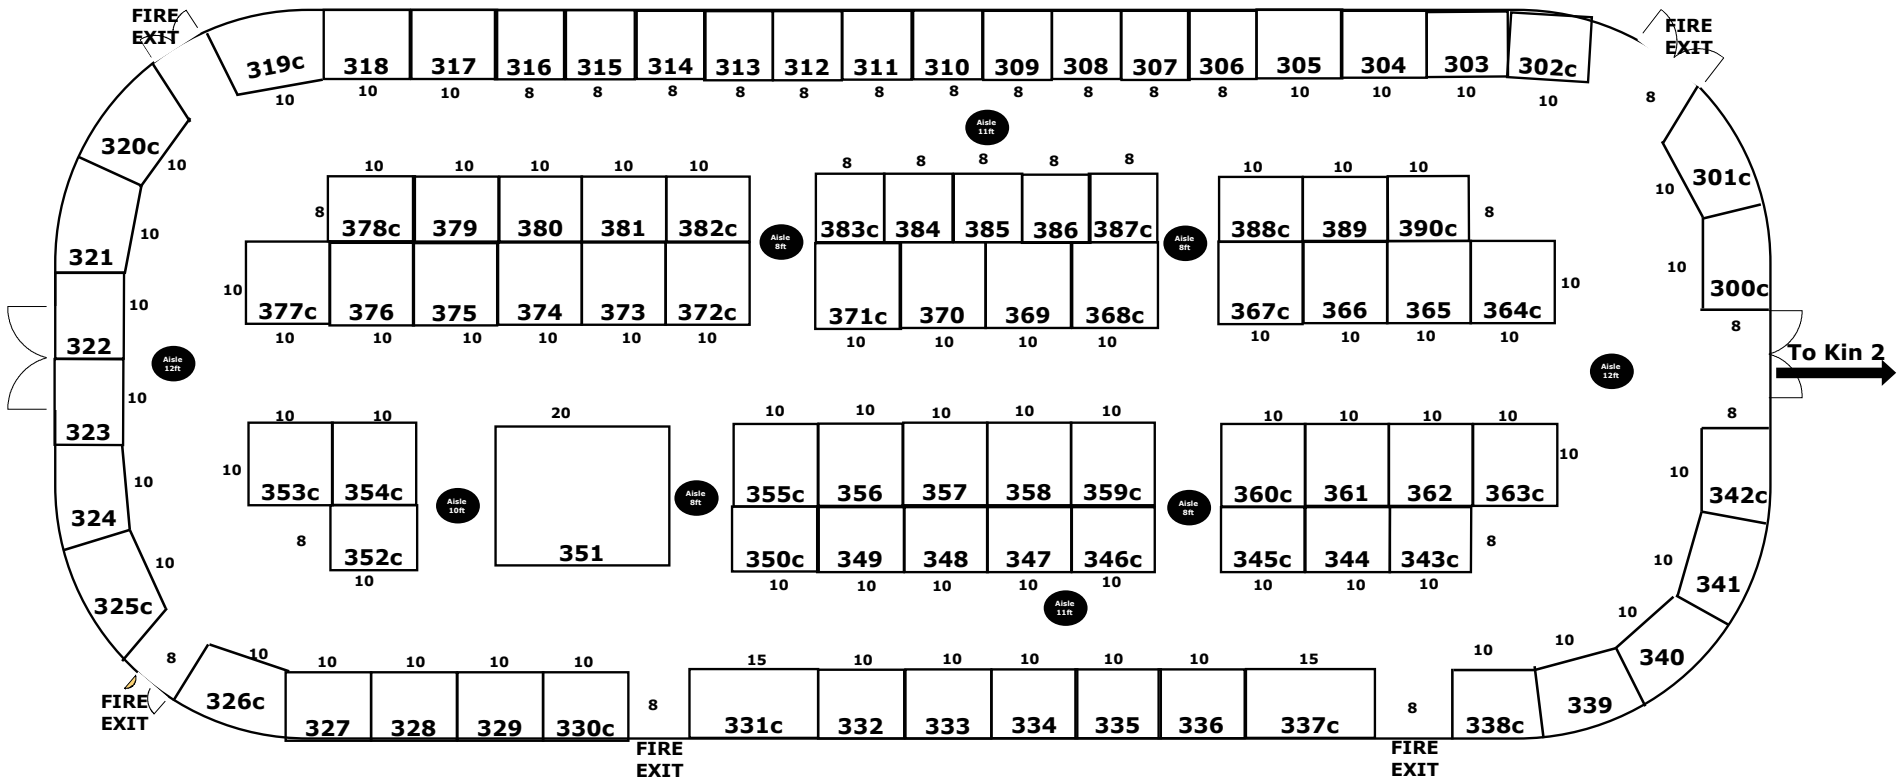 FIRE
EXIT
FIRE
EXIT
319c 318 317 316 315 314 313 312 311 310 309 308 307 306 305 304 303 302c
10 10 10 8 8 8 8 8 8 8 8 8 8 8 10 10 10 10 8
Aisle
11ft
320c
10
301c
10
10 10 10 10 10 8 8 8 8 8 10 10 10
8 378c 379 380 381 382c 383c 384 385 386 387c 388c 389 390c 8
Aisle
8ft
Aisle
8ft
321
10
10
300c
10 377c 376 375 374 373 372c 371c 370 369 368c 367c 366 365 364c 10
10 10 10 10 10 10 10 10 10 10 10 10 10 10
322
10
8
To Kin 2
Aisle
12ft
Aisle
12ft
323
10
8
10 10 20 10 10 10 10 10 10 10 10 10
10 353c 354c 355c 356 357 358 359c 360c 361 362 363c 10
10
342c
10
324
Aisle
10ft
Aisle
8ft
Aisle
8ft
8 352c 351 350c 349 348 347 346c 345c 344 343c 8
10 10 10 10 10 10 10 10 10
10
325c
10
341
Aisle
11ft
10
340
8
FIRE
EXIT
10 10 10 10 10 15 10 10 10 10 10 15 10 10
326c 327 328 329 330c 8 331c 332 333 334 335 336 337c 8 338c 339
FIRE
EXIT
FIRE
EXIT